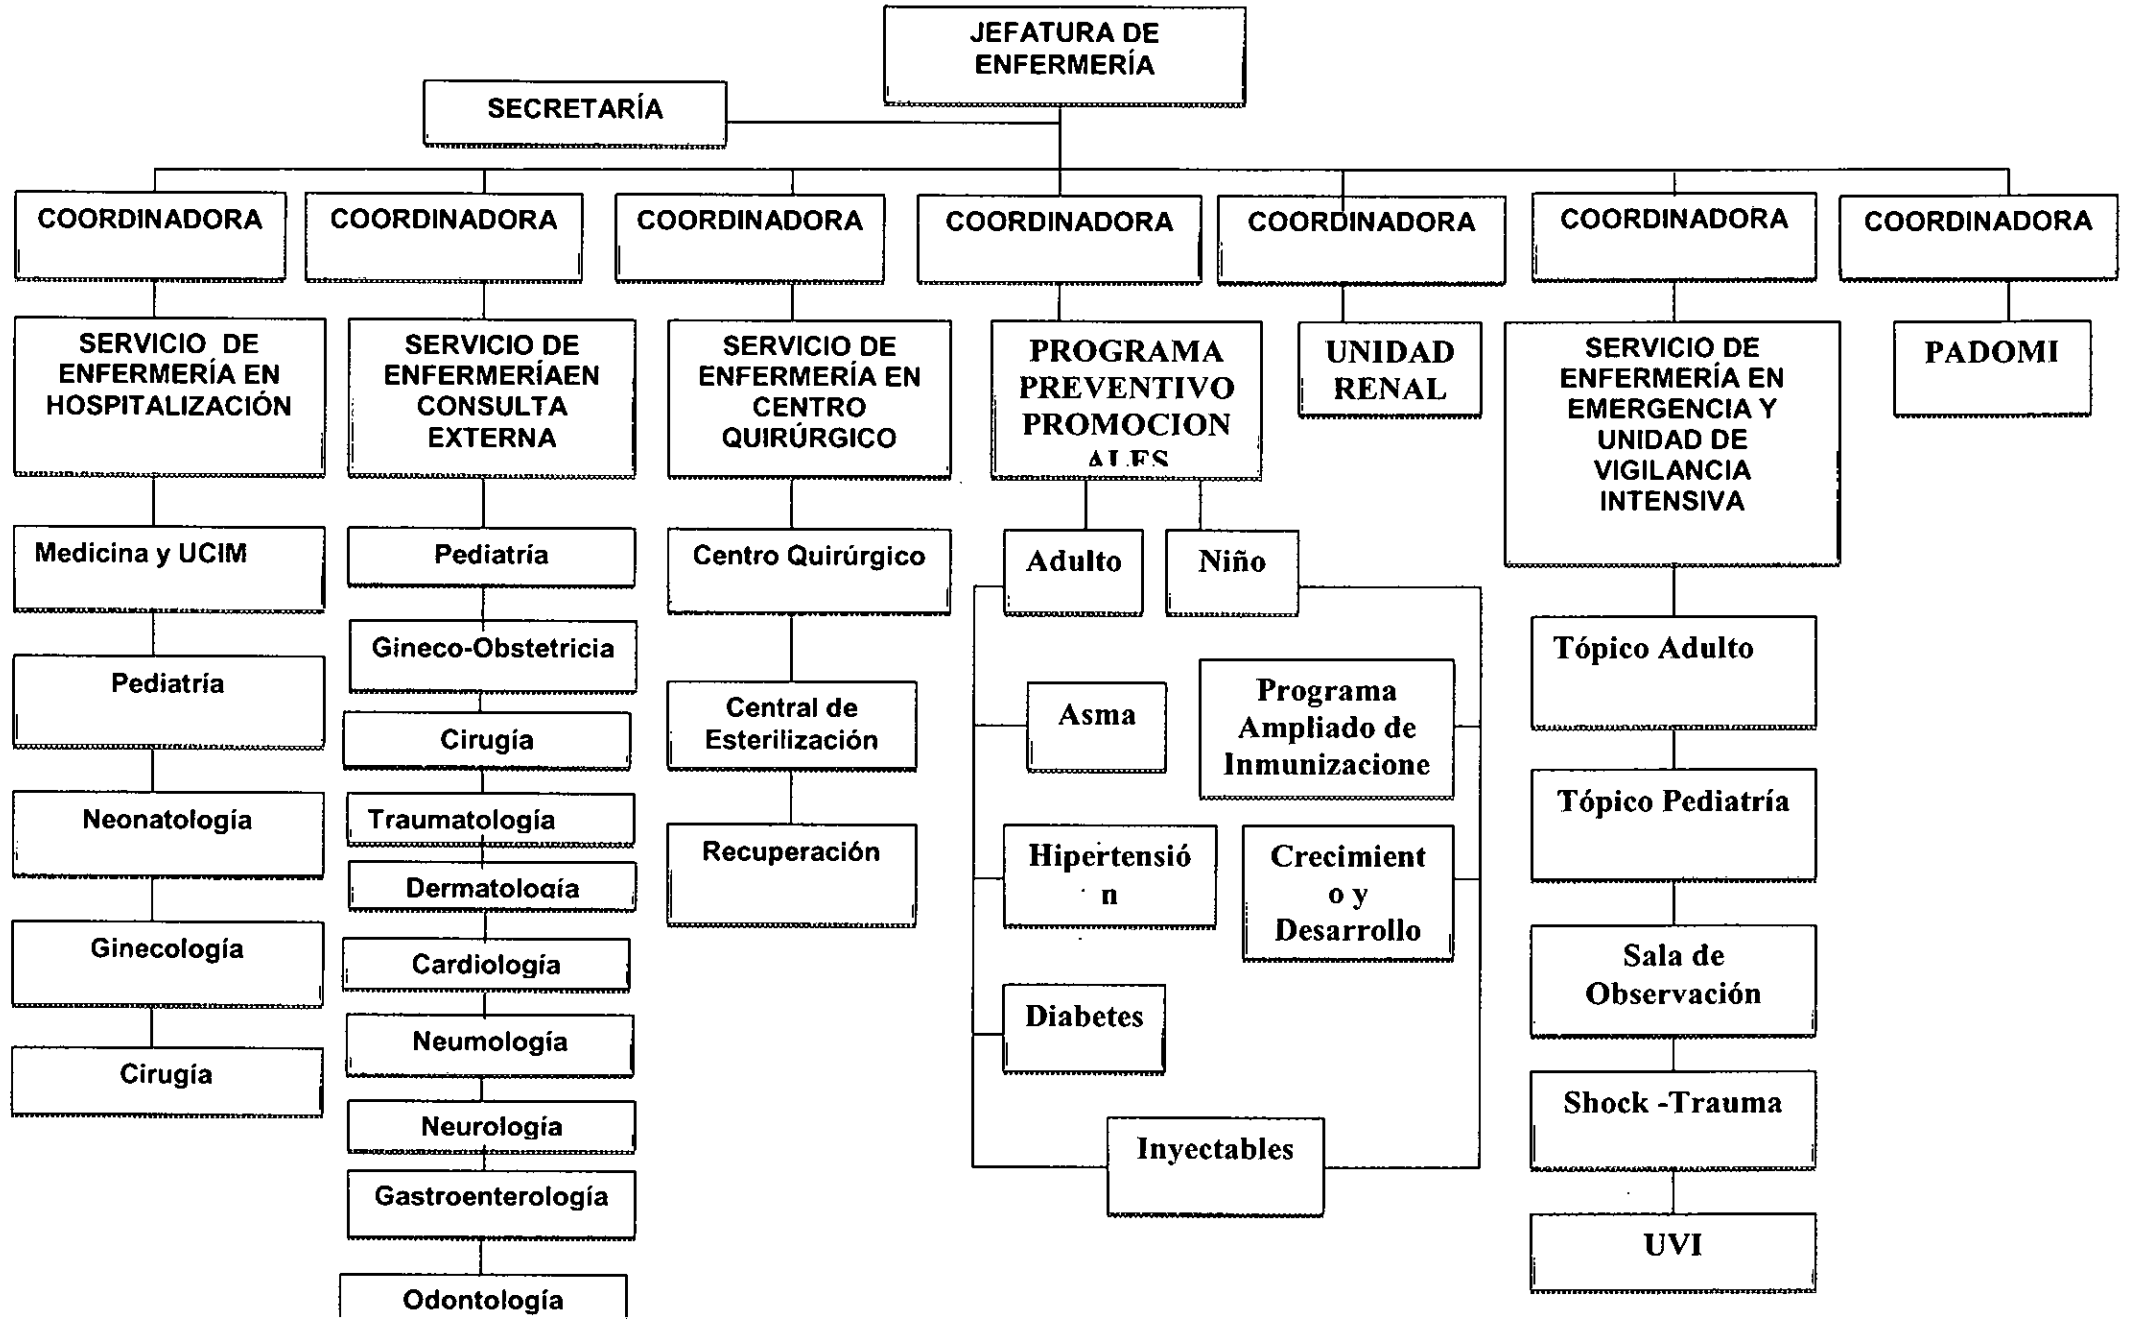 JEFATURA DE
ENFERMERÍA
SECRETARÍA
COORDINADORA
COORDINADORA
COORDINADORA
COORDINADORA
COORDINADORA
COORDINADORA
COORDINADORA
SERVICIO DE
ENFERMERÍA EN
HOSPITALIZACIÓN
SERVICIO DE
ENFERMERÍAEN
CONSULTA
EXTERNA
SERVICIO DE
ENFERMERÍA EN
CENTRO
QUIRÚRGICO
PROGRAMA
PREVENTIVO
PROMOCION
ALES
UNIDAD
RENAL
SERVICIO DE
ENFERMERÍA EN
EMERGENCIA Y
UNIDAD DE
VIGILANCIA
INTENSIVA
PADOMI
Medicina y UCIM
Pediatría
Neonatología
Ginecología
Cirugía
Pediatría
Gineco-Obstetricia
Cirugía
Traumatología
Dermatología
Cardiología
Neumología
Neurología
Gastroenterología
Odontología
Centro Quirúrgico
Central de
Esterilización
Recuperación
Adulto
Niño
Asma
Hipertensió
n
Diabetes
Programa
Ampliado de
Inmunizacione
Crecimient
o y
Desarrollo
Inyectables
Tópico Adulto
Tópico Pediatría
Sala de
Observación
Shock -Trauma
UVI